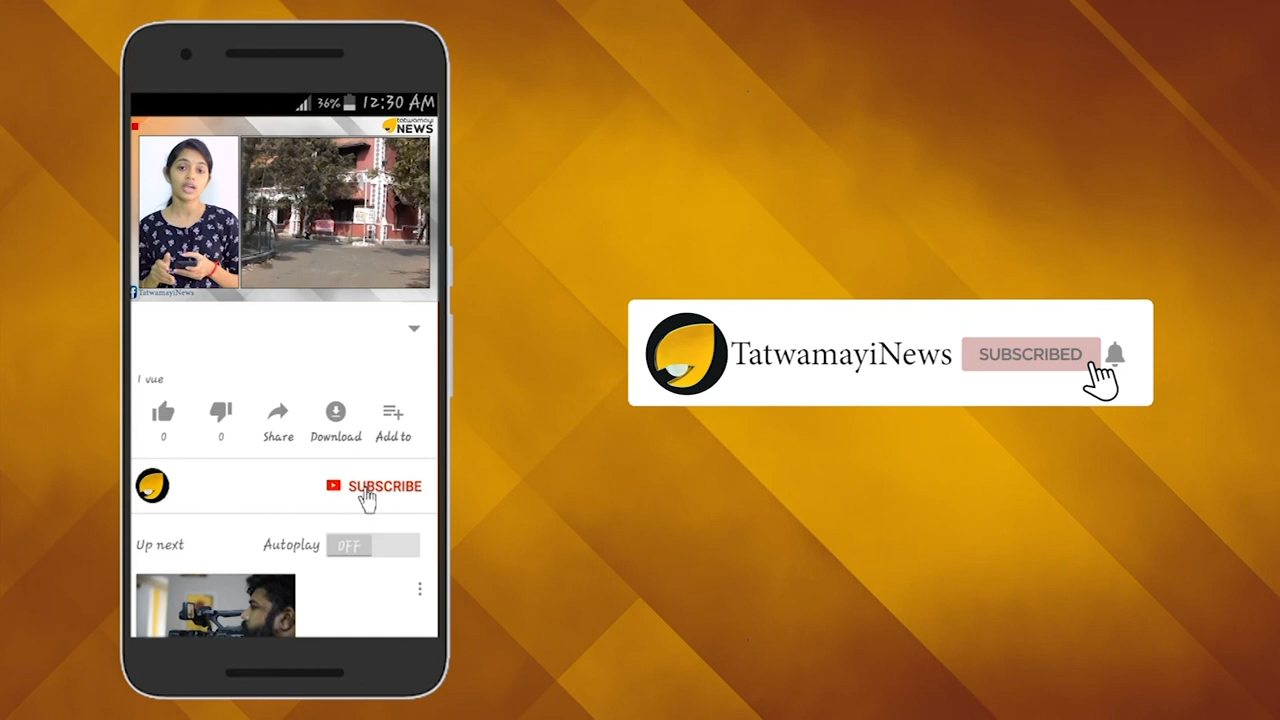 36% 12:30 AM
tatwamayi
NEWS
TatwamayiNews
1 vue
0
0
Share
Download
Add to
SUBSCRIBE
Up next
Autoplay
OFF
TatwamayiNews
SUBSCRIBED